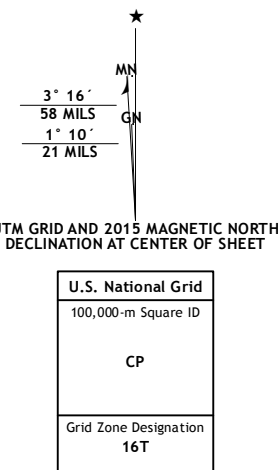 ★
MN
3° 16´
58 MILS
GN
1° 10´
21 MILS
UTM GRID AND 2015 MAGNETIC NORTH
DECLINATION AT CENTER OF SHEET
U.S. National Grid
100,000-m Square ID
CP
Grid Zone Designation
16T